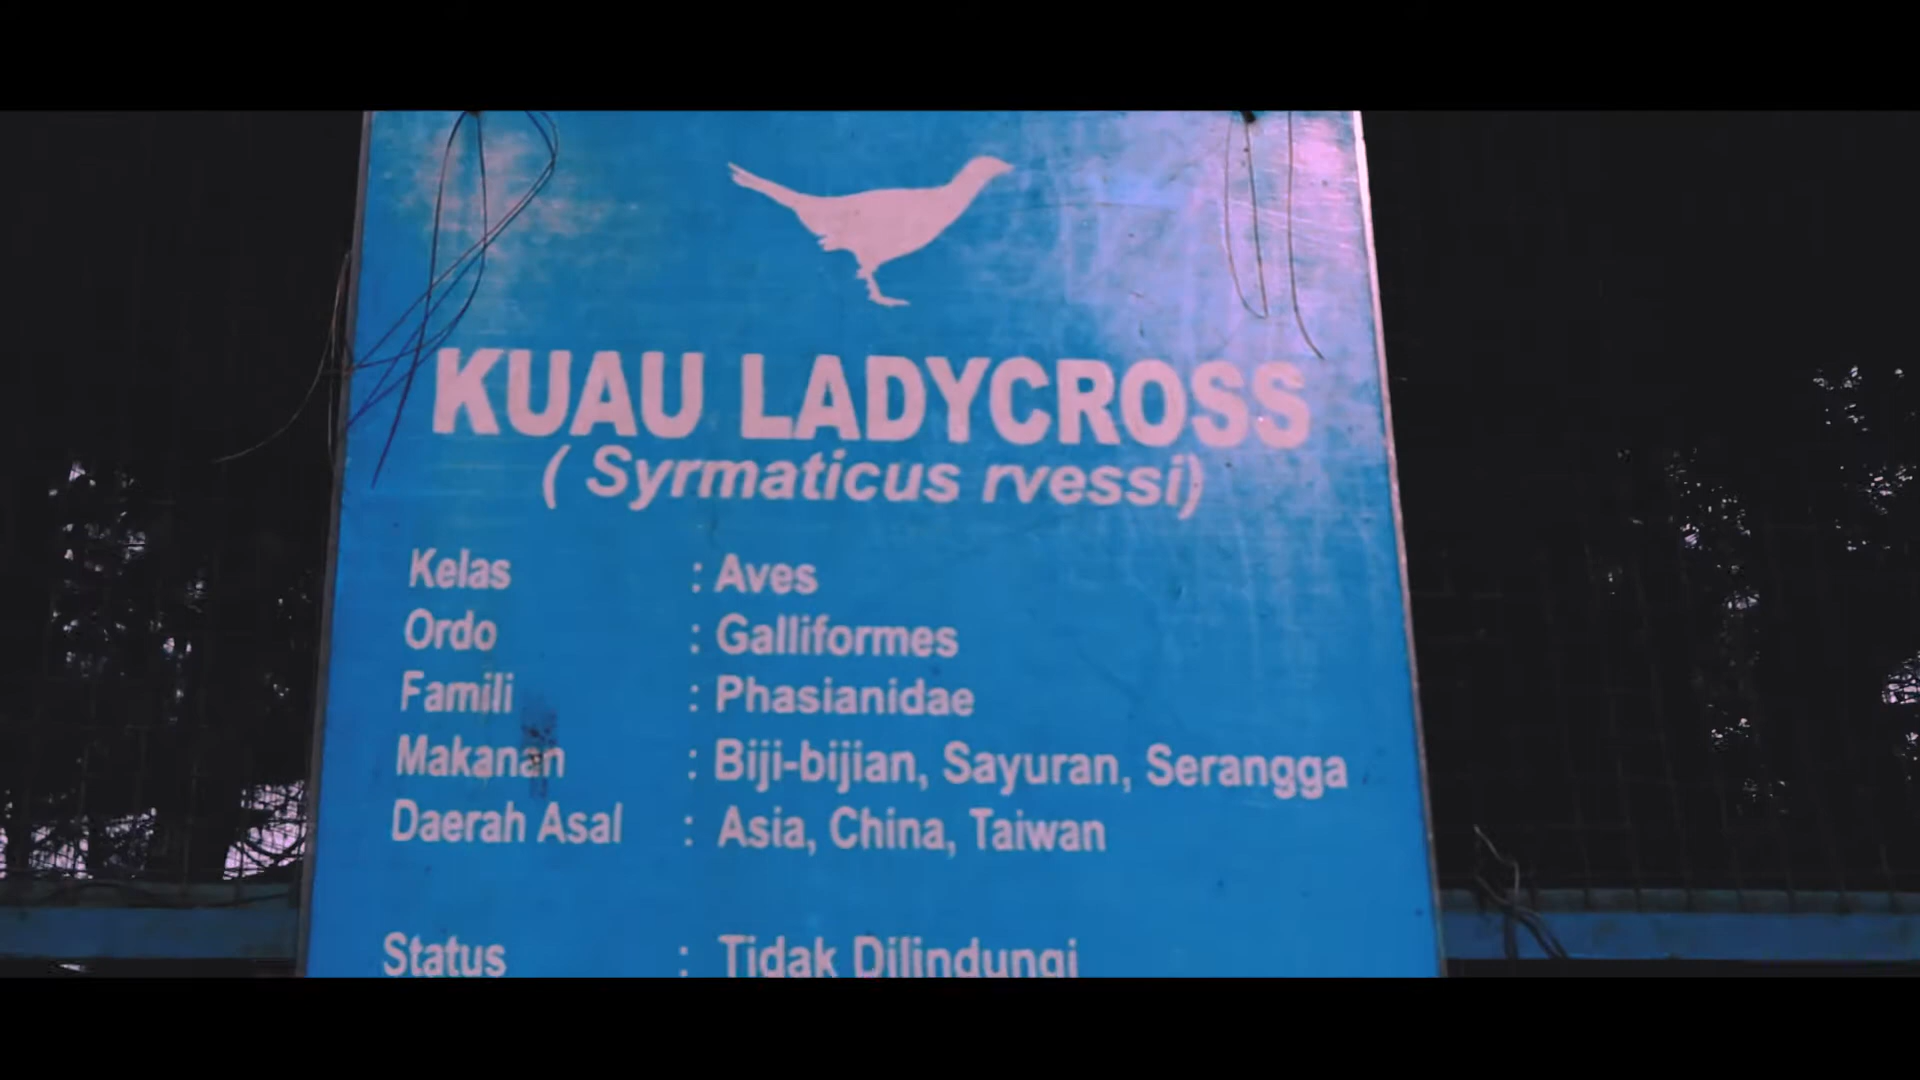 KUAU LADYCROSS
( Syrmaticus rvessi)
Kelas : Aves
Ordo : Galliformes
Famili : Phasianidae
Makanan : Biji-bijian, Sayuran, Serangga
Daerah Asal : Asia, China, Taiwan
Status : Tidak Dilindungi